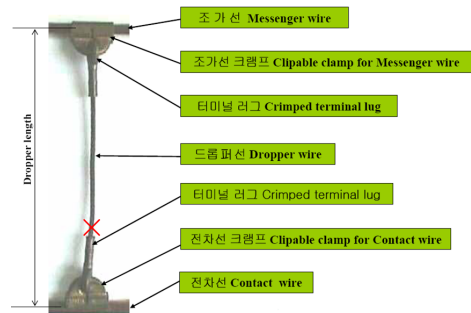 조 가 선 Messenger wire
조가선 크램프 Clipable clamp for Messenger wire
터미널 러그 Crimped terminal lug
드롭퍼선 Dropper wire
터미널 러그 Crimped terminal lug
전차선 크램프 Clipable clamp for Contact wire
전차선 Contact wire
Dropper length